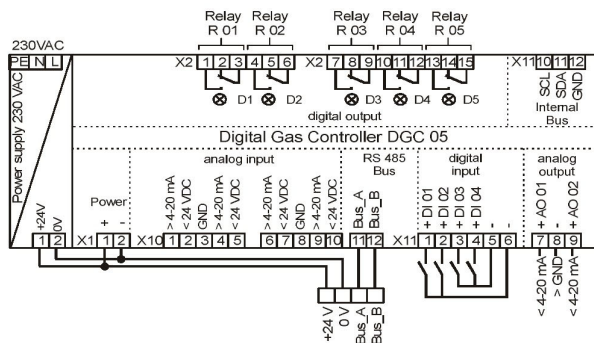 Relay Relay Relay Relay Relay
R 01 R 02 R 03 R 04 R 05
230VAC
PE N L X2 1 2 3 4 5 6 X2 7 8 9 10 11 12 13 14 15 X11 10 11 12
SCL
SDA
GND
D1 D2 D3 D4 D5
digital output
Internal
Bus
Digital Gas Controller DGC 05
Power supply 230 VAC
analog input
RS 485
Bus
digital
input
analog
output
+24V
0V
Power
+ -
> 4-20 mA
< 24 VDC
GND
> 4-20 mA
< 24 VDC
> 4-20 mA
< 24 VDC
GND
> 4-20 mA
< 24 VDC
Bus_A
Bus_B
+ DI 01
+ DI 02
+ DI 03
+ DI 04
-
-
+ AO 01
-
+ AO 02
1 2 X1 1 2 X10 1 2 3 4 5 6 7 8 9 10 11 12 X11 1 2 3 4 5 6 7 8 9
< 4-20 mA
> GND
< 4-20 mA
+24 V
0 V
Bus_A
Bus_B